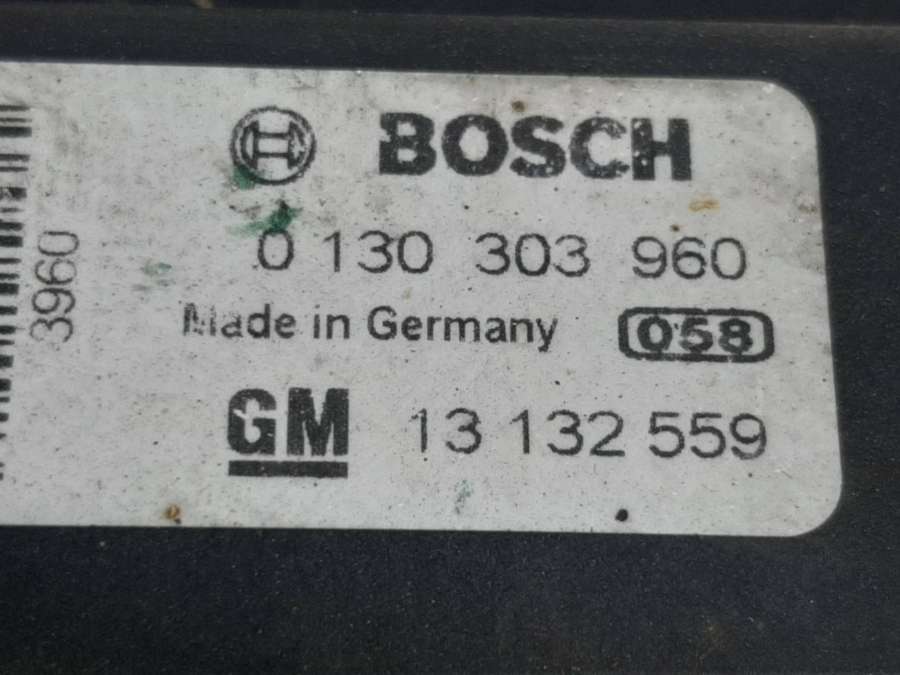 BOSCH
0 130 303 960
Made in Germany 058
GM 13 132 559
3960